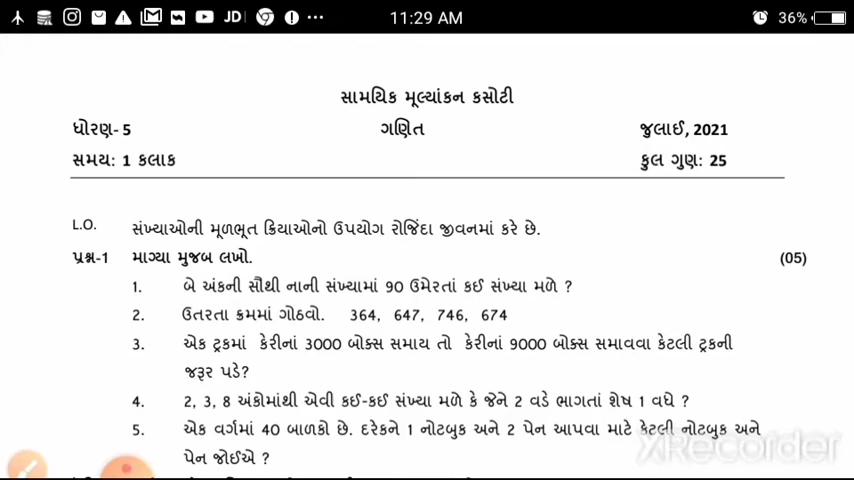 JD
11:29 AM
36%
સામયિક મૂલ્યાંકન કસોટી
ધોરણ- 5 ગણિત જુલાઈ, 2021
સમય: 1 કલાક કુલ ગુણ: 25
L.O. સંખ્યાઓની મૂળભૂત ક્રિયાઓનો ઉપયોગ રોજિંદા જીવનમાં કરે છે.
પ્રશ્ન-1 માગ્યા મુજબ લખો. (05)
1. બે અંકની સૌથી નાની સંખ્યામાં 90 ઉમેરતાં કઈ સંખ્યા મળે ?
2. ઉતરતા ક્રમમાં ગોઠવો. 364, 647, 746, 674
3. એક ટ્રકમાં કેરીનાં 3000 બોક્સ સમાય તો કેરીનાં 9000 બોક્સ સમાવવા કેટલી ટ્રકની
જરૂર પડે?
4. 2, 3, 8 અંકોમાંથી એવી કઈ-કઈ સંખ્યા મળે કે જેને 2 વડે ભાગતાં શેષ 1 વધે ?
5. એક વર્ગમાં 40 બાળકો છે. દરેકને 1 નોટબુક અને 2 પેન આપવા માટે કેટલી નોટબુક અને
પેન જોઈએ ?
XRecorder